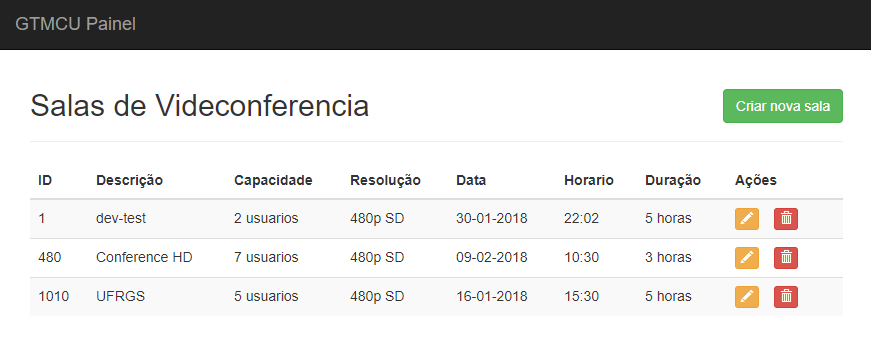 GTMCU Painel
Salas de Videconferencia
Criar nova sala
ID Descrição Capacidade Resolução Data Horario Duração Ações
1 dev-test 2 usuarios 480p SD 30-01-2018 22:02 5 horas
480 Conference HD 7 usuarios 480p SD 09-02-2018 10:30 3 horas
1010 UFRGS 5 usuarios 480p SD 16-01-2018 15:30 5 horas